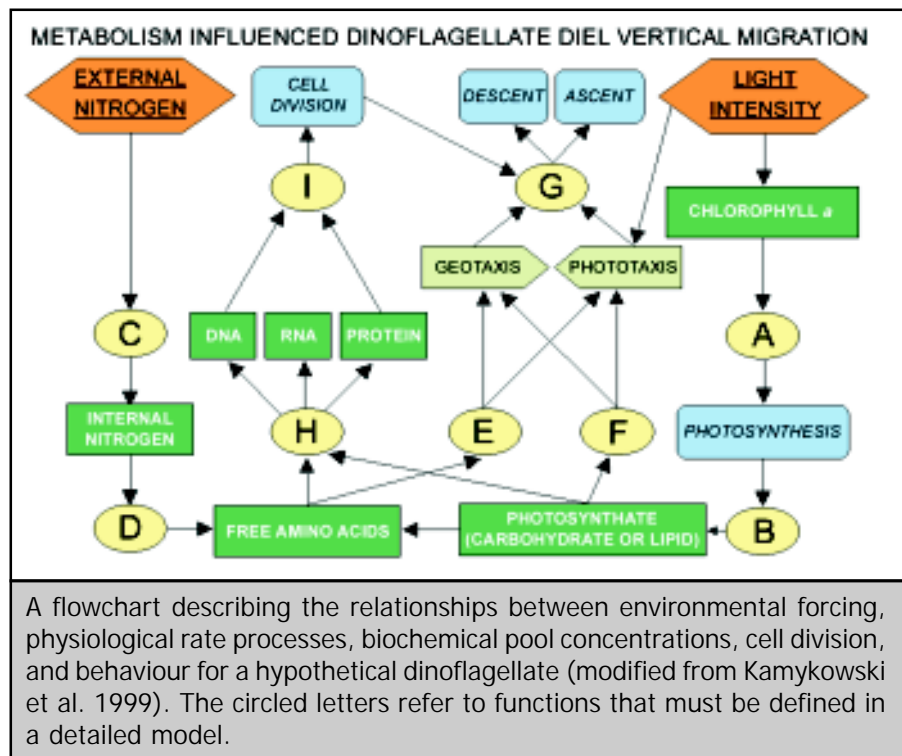 METABOLISM INFLUENCED DINOFLAGELLATE DIEL VERTICAL MIGRATION
EXTERNAL
NITROGEN
CELL
DIVISION
DESCENT
ASCENT
LIGHT
INTENSITY
I
G
CHLOROPHYLL a
GEOTAXIS
PHOTOTAXIS
C
DNA
RNA
PROTEIN
A
INTERNAL
NITROGEN
H
E
F
PHOTOSYNTHESIS
D
FREE AMINO ACIDS
PHOTOSYNTHATE
(CARBOHYDRATE OR LIPID)
B
A flowchart describing the relationships between environmental forcing,
physiological rate processes, biochemical pool concentrations, cell division,
and behaviour for a hypothetical dinoflagellate (modified from Kamykowski
et al. 1999). The circled letters refer to functions that must be defined in
a detailed model.